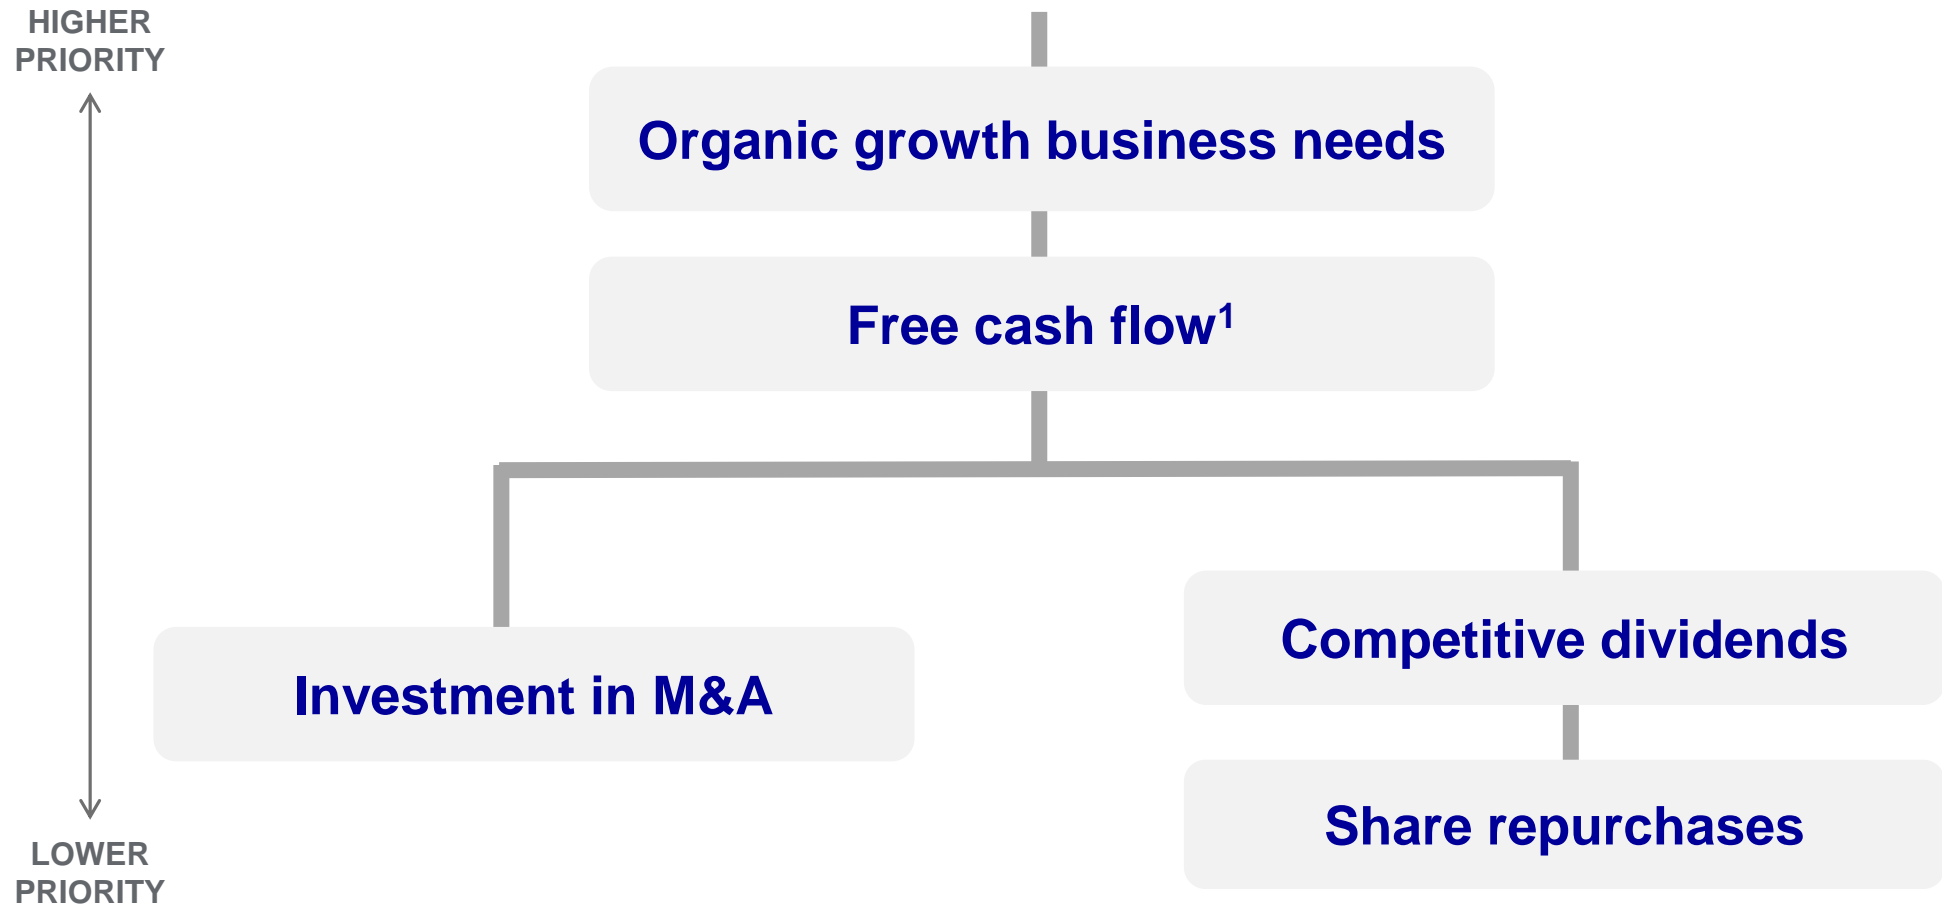 HIGHER
PRIORITY
Organic growth business needs
Free cash flow¹
Competitive dividends
Investment in M&A
Share repurchases
LOWER
PRIORITY